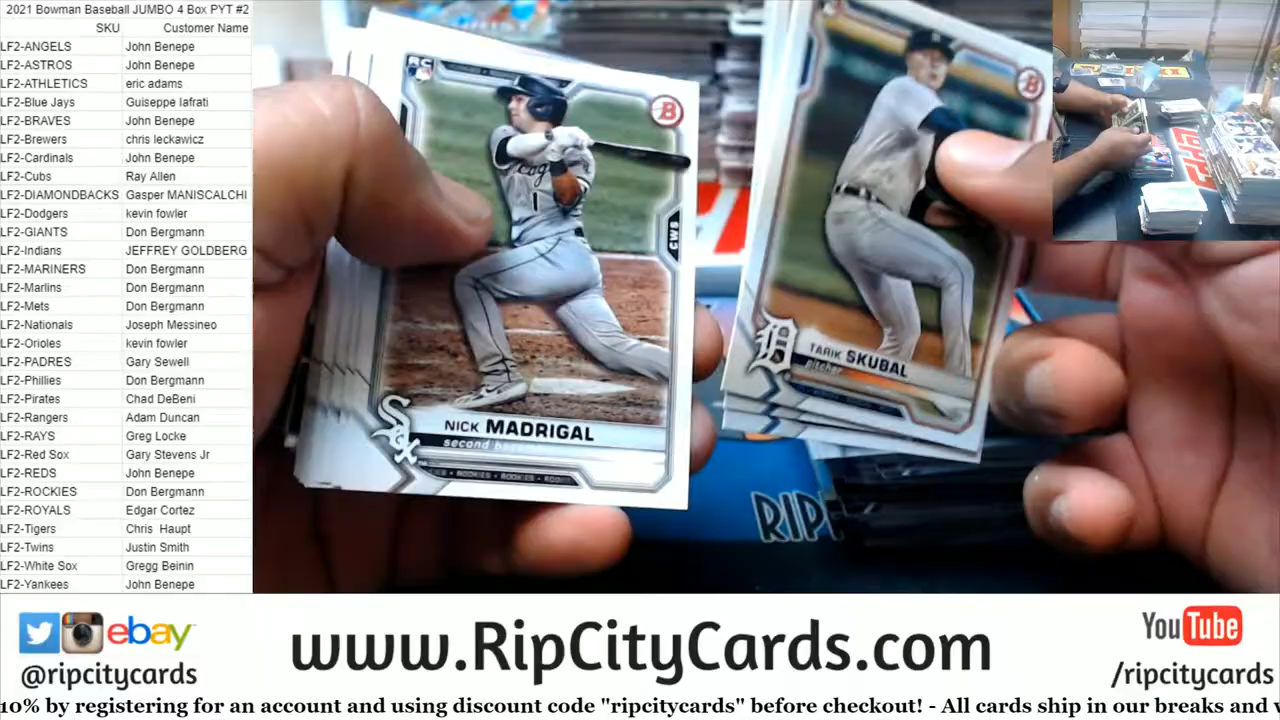 2021 Bowman Baseball JUMBO 4 Box PYT #2
SKU Customer Name
LF2-ANGELS John Benepe
LF2-ASTROS John Benepe
LF2-ATHLETICS eric adams
LF2-Blue Jays Guiseppe Iafrati
LF2-BRAVES John Benepe
LF2-Brewers chris leckawicz
LF2-Cardinals John Benepe
LF2-Cubs Ray Allen
LF2-DIAMONDBACKS Gasper MANISCALCHI
LF2-Dodgers kevin fowler
LF2-GIANTS Don Bergmann
LF2-Indians JEFFREY GOLDBERG
LF2-MARINERS Don Bergmann
LF2-Marlins Don Bergmann
LF2-Mets Don Bergmann
LF2-Nationals Joseph Messineo
LF2-Orioles kevin fowler
LF2-PADRES Gary Sewell
LF2-Phillies Don Bergmann
LF2-Pirates Chad DeBeni
LF2-Rangers Adam Duncan
LF2-RAYS Greg Locke
LF2-Red Sox Gary Stevens Jr
LF2-REDS John Benepe
LF2-ROCKIES Don Bergmann
LF2-ROYALS Edgar Cortez
LF2-Tigers Chris Haupt
LF2-Twins Justin Smith
LF2-White Sox Gregg Beinin
LF2-Yankees John Benepe
RC
B
1
CWS
Sox
NICK MADRIGAL
second
ROOKIES • ROOKIES
B
D
TARIK SKUBAL
pitcher
RIP
ebay
@ripcitycards
www.RipCityCards.com
YouTube
/ripcitycards
10% by registering for an account and using discount code "ripcitycards" before checkout! - All cards ship in our breaks and